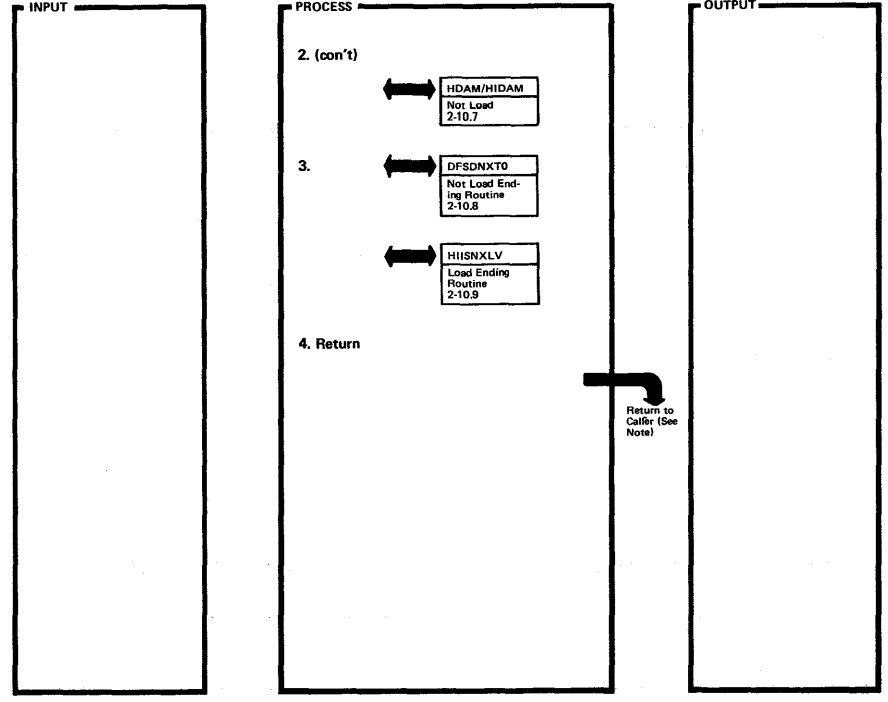 INPUT
PROCESS
OUTPUT
2. (con't)
HDAM/HIDAM
Not Load
2-10.7
3.
DFSDNXT0
Not Load End-
ing Routine
2-10.8
HIISNXLV
Load Ending
Routine
2-10.9
4. Return
Return to
Caller (See
Note)